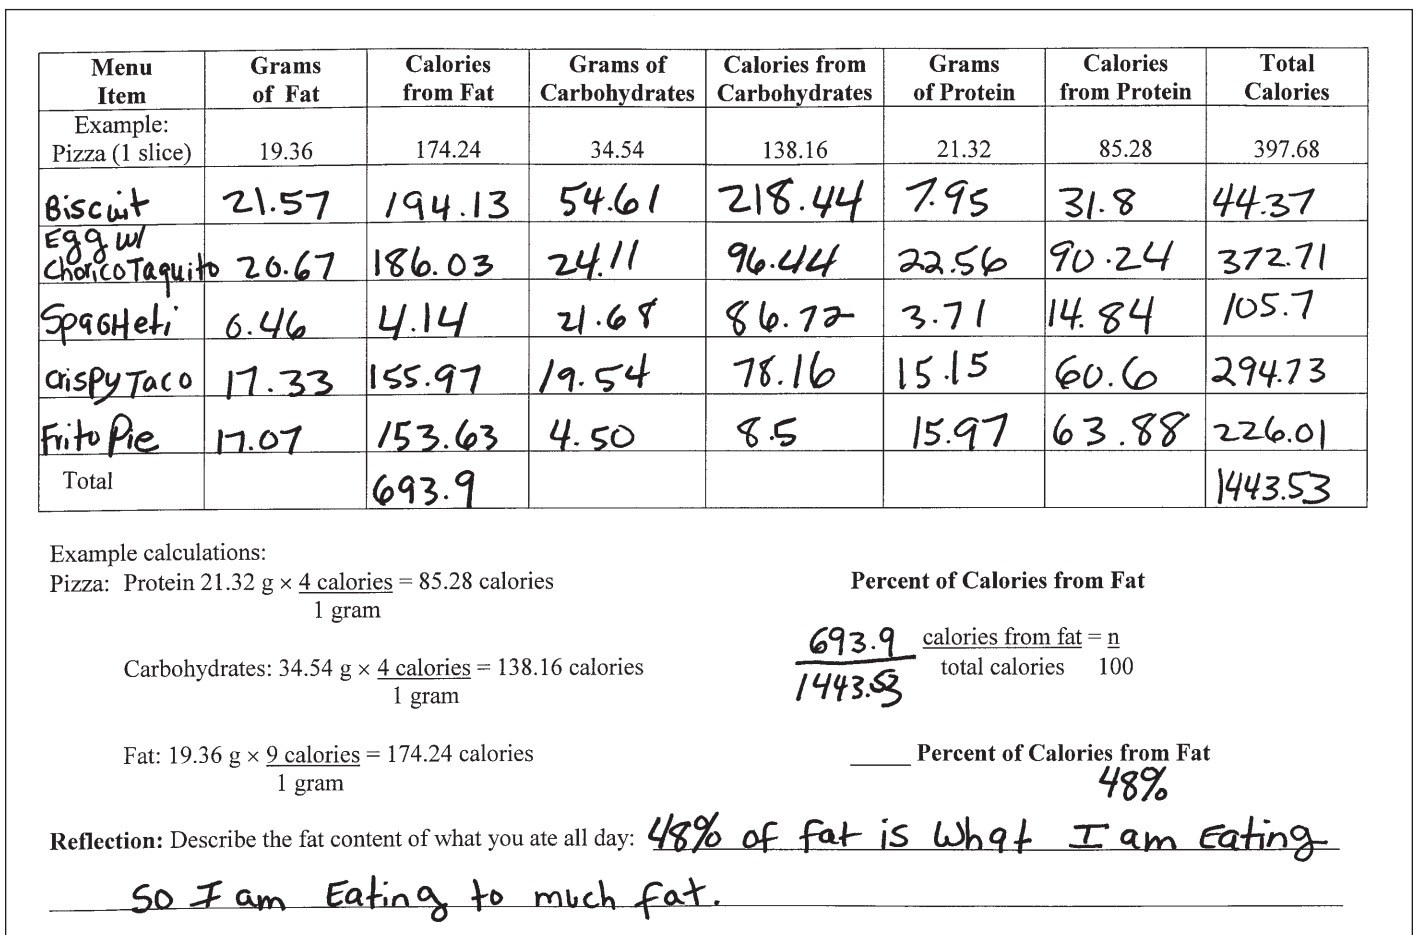 Menu Item | Grams of Fat | Calories from Fat | Grams of Carbohydrates | Calories from Carbohydrates | Grams of Protein | Calories from Protein | Total Calories
Example: Pizza (1 slice) | 19.36 | 174.24 | 34.54 | 138.16 | 21.32 | 85.28 | 397.68
Biscuit | 21.57 | 194.13 | 54.61 | 218.44 | 7.95 | 31.8 | 44.37
Egg w/ Chorico Taquito | 20.67 | 186.03 | 24.11 | 96.44 | 22.56 | 90.24 | 372.71
SpagHeti | 0.46 | 4.14 | 21.68 | 86.72 | 3.71 | 14.84 | 105.7
Crispy Taco | 17.33 | 155.97 | 19.54 | 78.16 | 15.15 | 60.6 | 294.73
Frito Pie | 17.07 | 153.63 | 4.50 | 8.5 | 15.97 | 63.88 | 226.01
Total | 693.9 | 1443.53
Example calculations:
Pizza: Protein 21.32 g × 4 calories = 85.28 calories
1 gram
Percent of Calories from Fat
693.9 calories from fat = n
1443.53 total calories 100
Carbohydrates: 34.54 g × 4 calories = 138.16 calories
1 gram
Fat: 19.36 g × 9 calories = 174.24 calories
1 gram
_____ Percent of Calories from Fat
48%
Reflection: Describe the fat content of what you ate all day: 48% of fat is What I am Eating
so I am Eating to much fat.